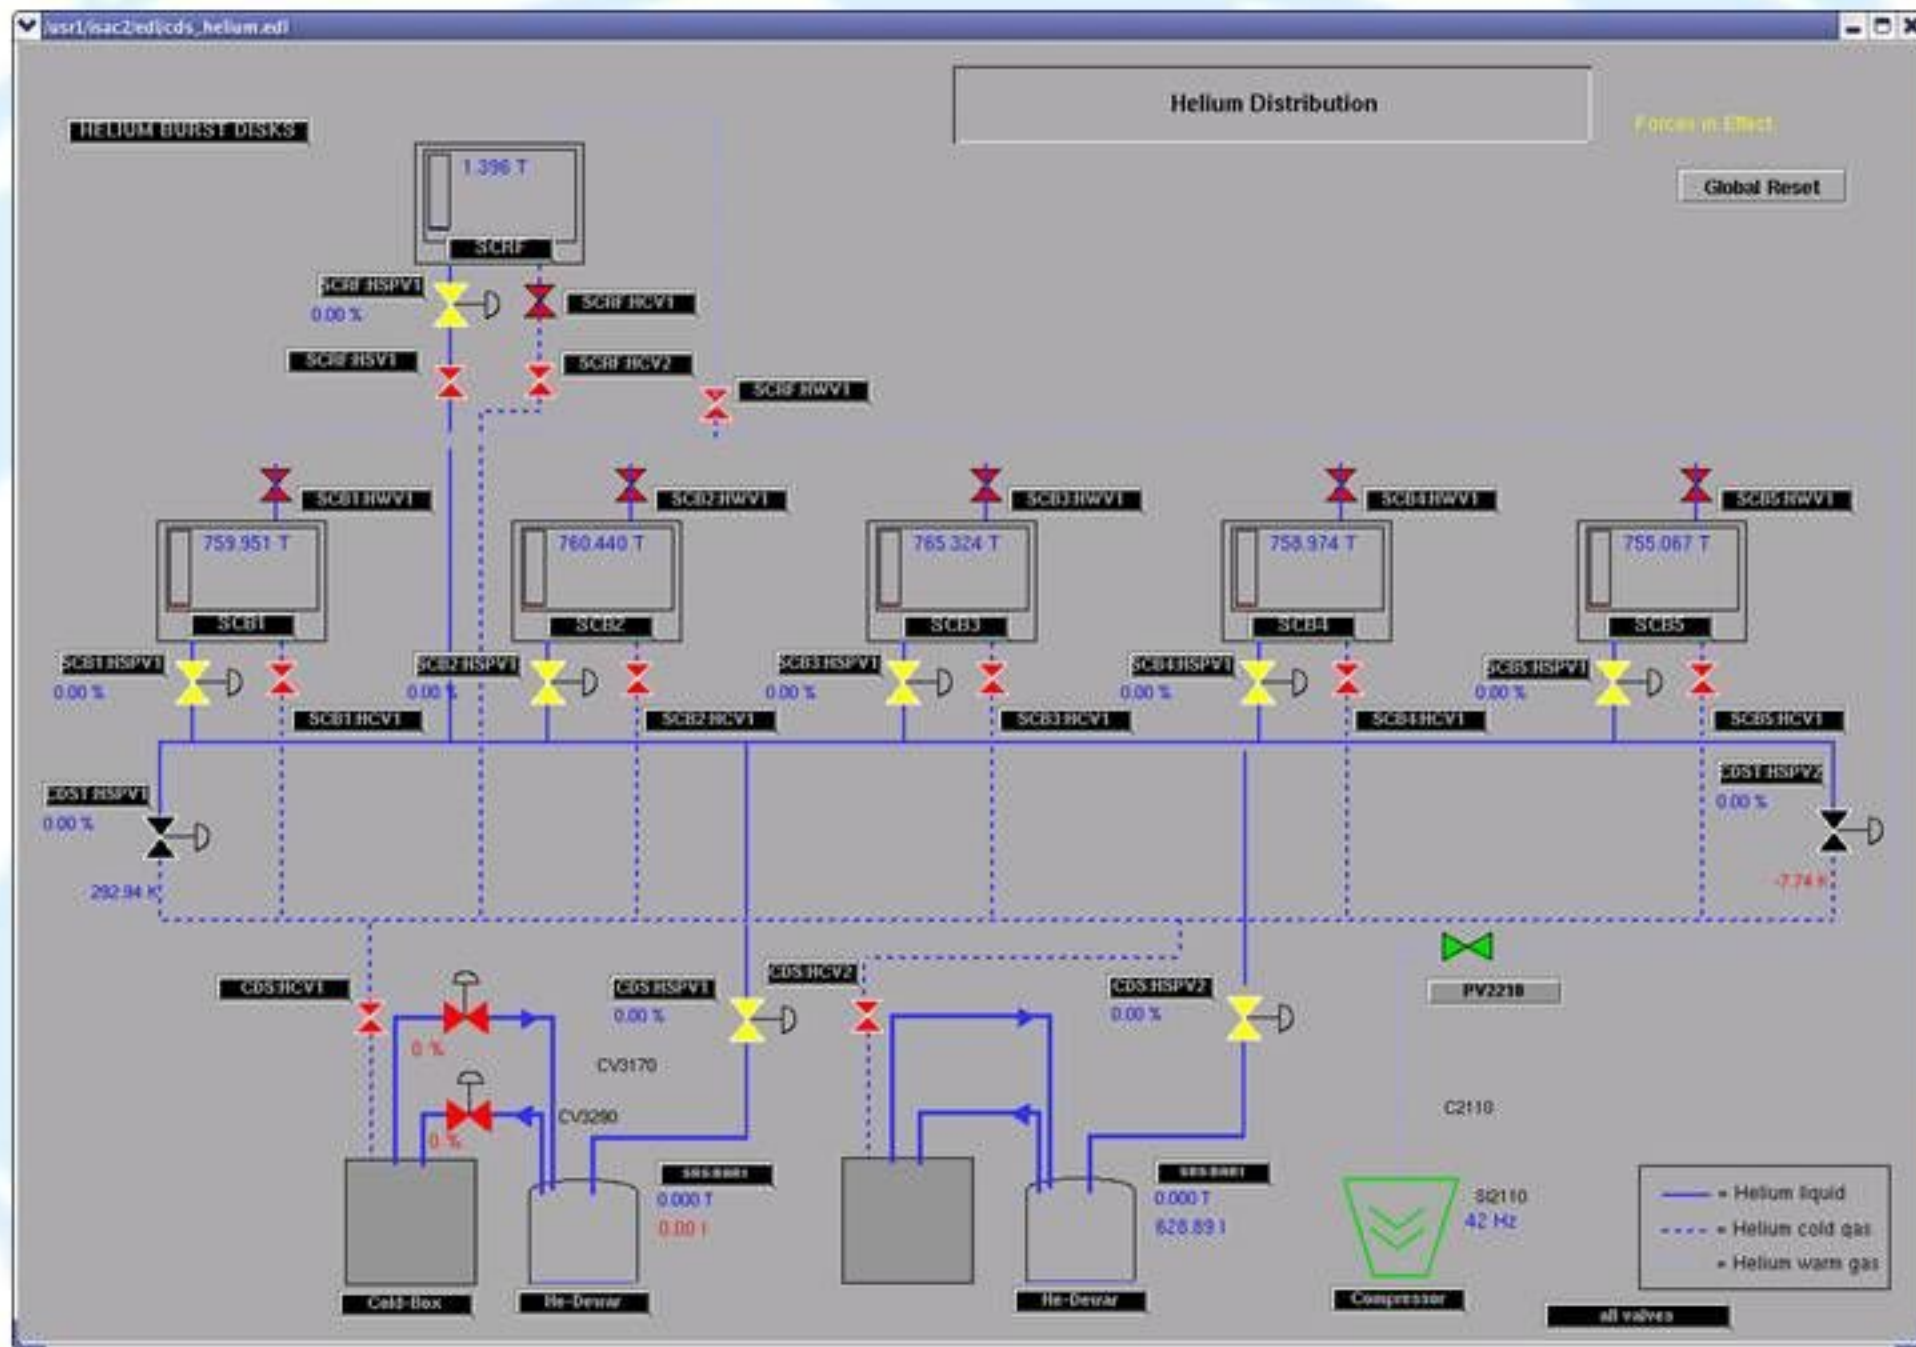 /usr1/isac2/edl/cds_helium.edl
Helium Distribution
Forces in Effect
HELIUM BURST DISKS
Global Reset
1.396 T
SCRF
SCRF:HSPV1
0.00 %
SCRF:HCV1
SCRF:HSV1
SCRF:HCV2
SCRF:HWV1
SCB1:HWV1
SCB2:HWV1
SCB3:HWV1
SCB4:HWV1
SCB5:HWV1
759.951 T
760.440 T
765.324 T
758.974 T
755.067 T
SCB1
SCB2
SCB3
SCB4
SCB5
SCB1:HSPV1
0.00 %
SCB2:HSPV1
0.00 %
SCB3:HSPV1
0.00 %
SCB4:HSPV1
0.00 %
SCB5:HSPV1
0.00 %
SCB1:HCV1
SCB2:HCV1
SCB3:HCV1
SCB4:HCV1
SCB5:HCV1
CDST:HSPV1
0.00 %
CDST:HSPV2
0.00 %
292.94 K
-7.74 K
CDS:HCV1
CDS:HSPV1
0.00 %
CDS:HCV2
CDS:HSPV2
0.00 %
PV2218
0 %
CV3170
CV3290
0 %
C2110
0.000 T
0.00 l
0.000 T
628.89 l
SI2110
42 Hz
= Helium liquid
= Helium cold gas
= Helium warm gas
Cold-Box
He-Dewar
He-Dewar
Compressor
all valves